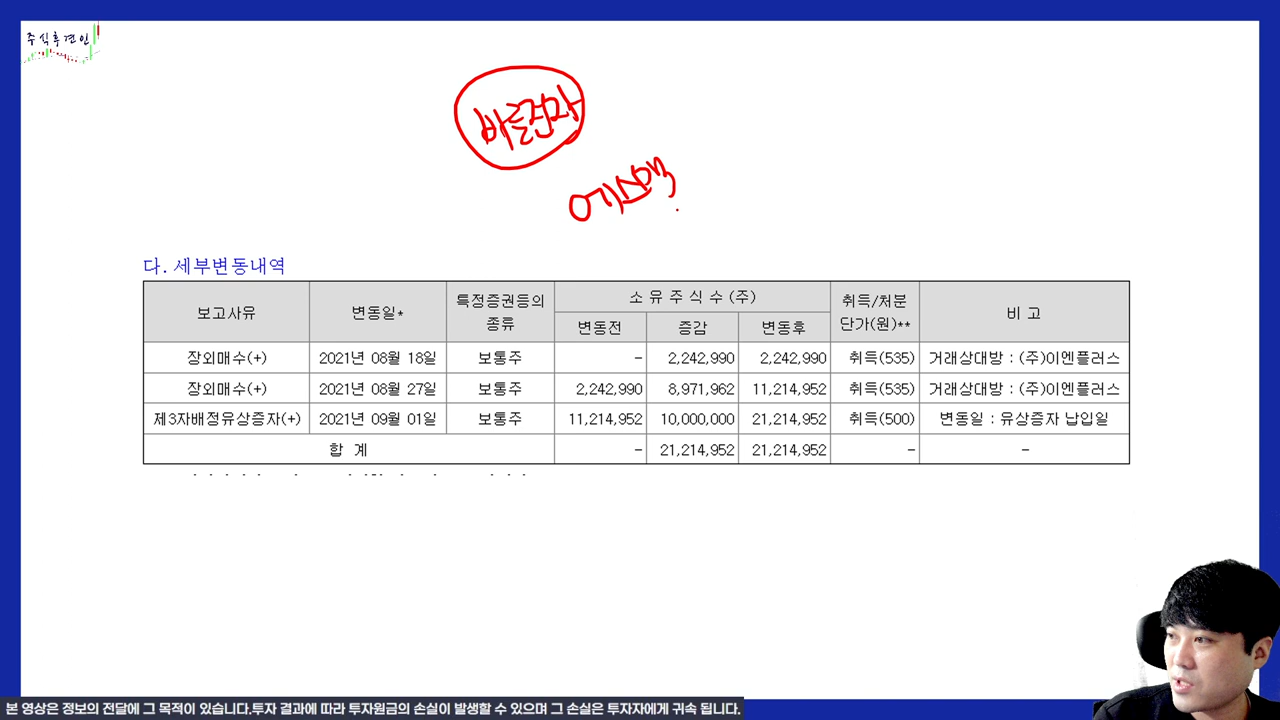 주식후견인
바른전자
에스맥
다. 세부변동내역
보고사유 변동일* 특정증권등의 종류 소유주식수(주) 취득/처분 단가(원)** 비 고
변동전 증감 변동후
장외매수(+) 2021년 08월 18일 보통주 - 2,242,990 2,242,990 취득(535) 거래상대방 : (주)이엔플러스
장외매수(+) 2021년 08월 27일 보통주 2,242,990 8,971,962 11,214,952 취득(535) 거래상대방 : (주)이엔플러스
제3자배정유상증자(+) 2021년 09월 01일 보통주 11,214,952 10,000,000 21,214,952 취득(500) 변동일 : 유상증자 납입일
합 계 - 21,214,952 21,214,952 - -
본 영상은 정보의 전달에 그 목적이 있습니다.투자 결과에 따라 투자원금의 손실이 발생할 수 있으며 그 손실은 투자자에게 귀속 됩니다.